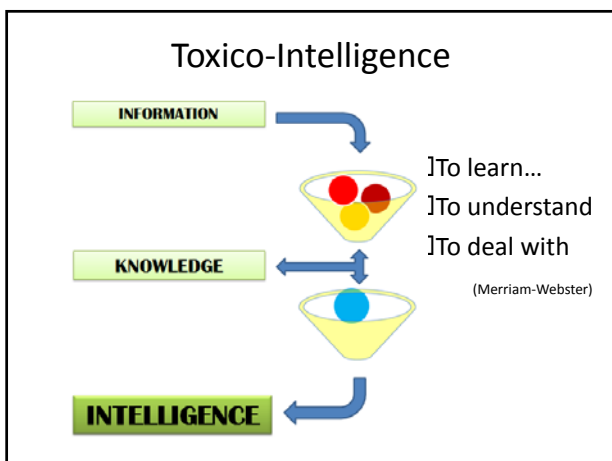 Toxico-Intelligence
INFORMATION
To learn...
To understand
KNOWLEDGE
To deal with
(Merriam-Webster)
INTELLIGENCE